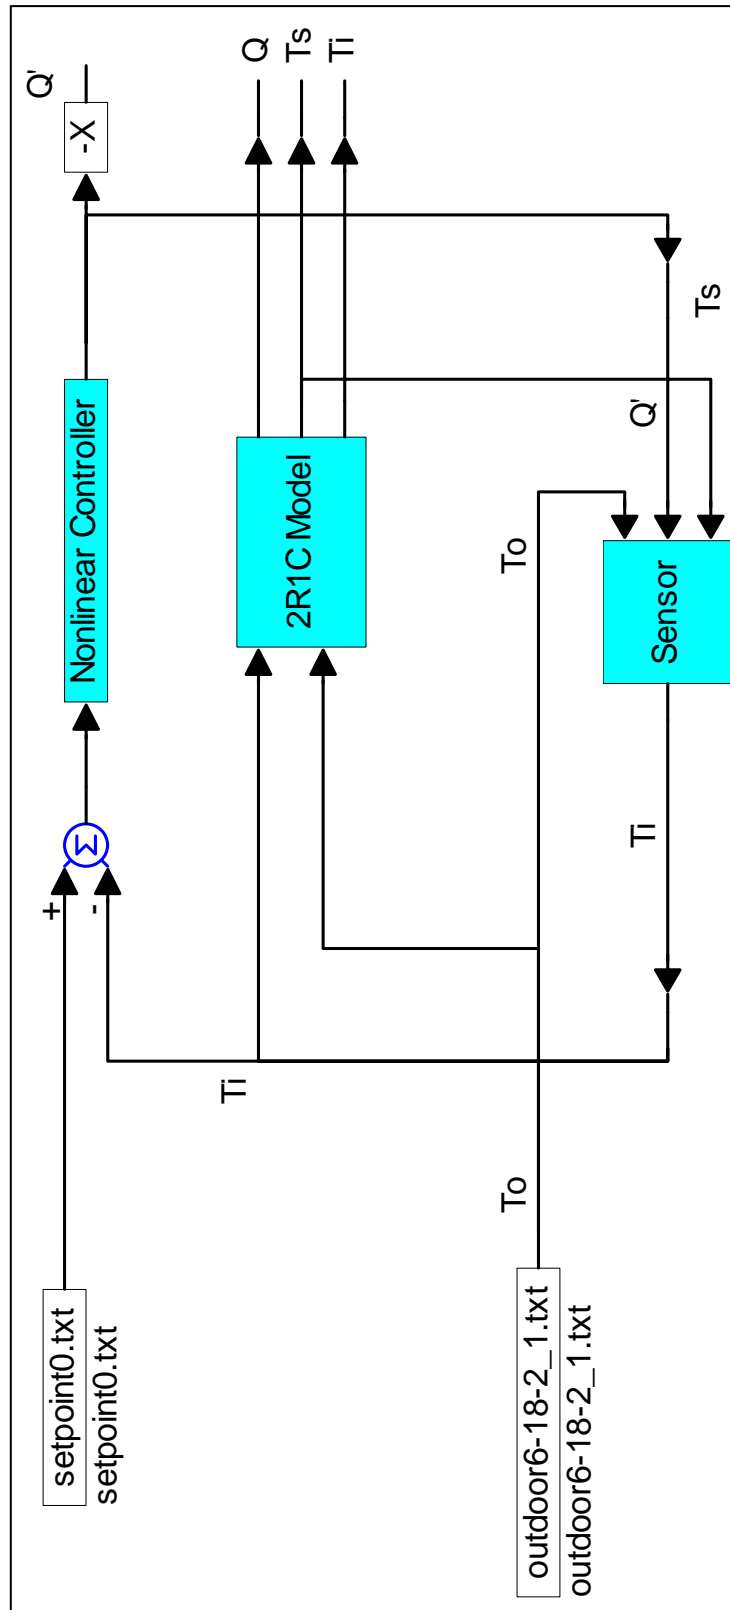 setpoint0.txt
setpoint0.txt
+
-
Σ
Nonlinear Controller
-X
Q'
Ti
2R1C Model
Q
Ts
Ti
outdoor6-18-2_1.txt
outdoor6-18-2_1.txt
To
To
Ti
Sensor
Q'
Ts